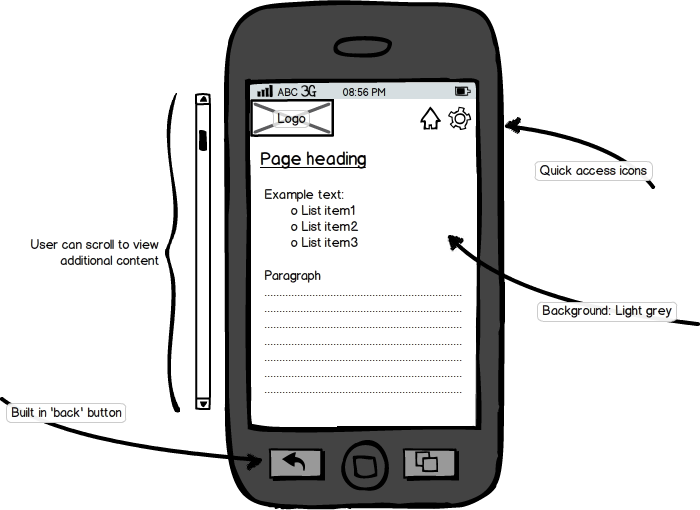 ABC 3G 08:56 PM
Logo
Quick access icons
Page heading
Example text:
o List item1
o List item2
o List item3
User can scroll to view
additional content
Paragraph
Background: Light grey
Built in 'back' button